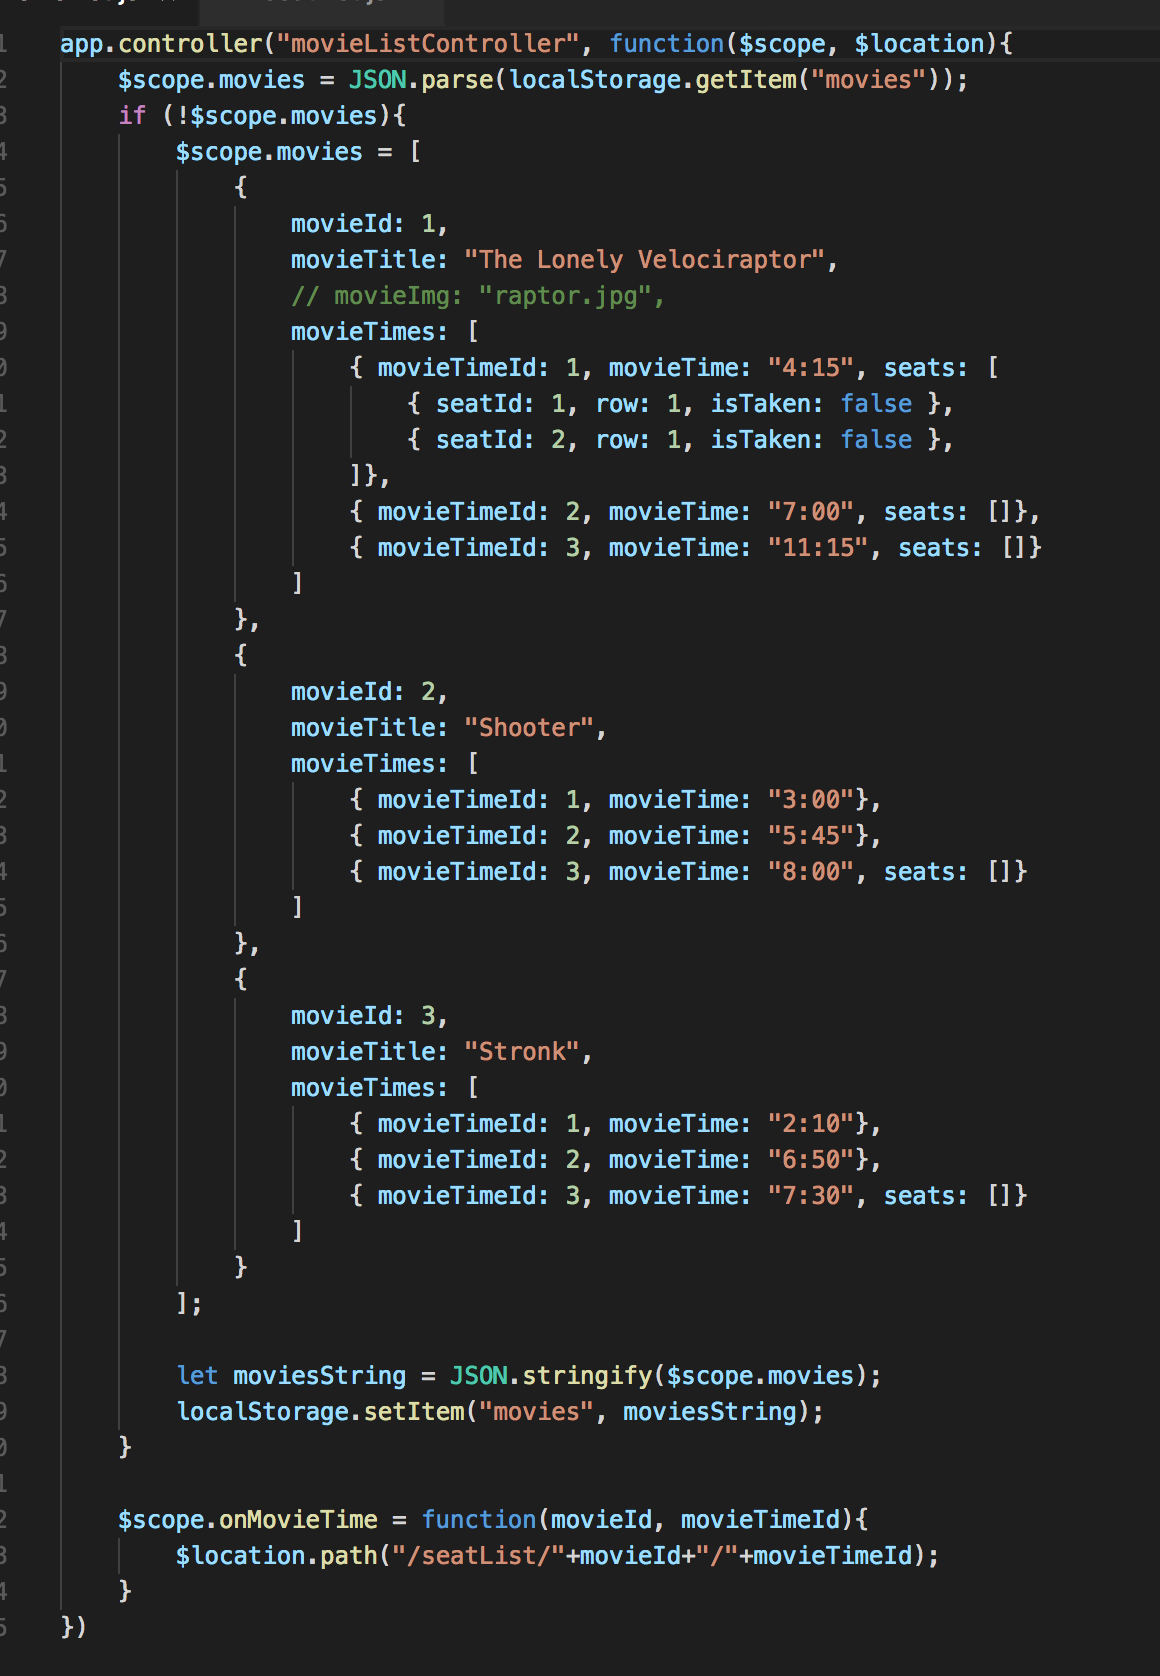 app.controller("movieListController", function($scope, $location){
    $scope.movies = JSON.parse(localStorage.getItem("movies"));
    if (!$scope.movies){
        $scope.movies = [
            {
                movieId: 1,
                movieTitle: "The Lonely Velociraptor",
                // movieImg: "raptor.jpg",
                movieTimes: [
                    { movieTimeId: 1, movieTime: "4:15", seats: [
                        { seatId: 1, row: 1, isTaken: false },
                        { seatId: 2, row: 1, isTaken: false },
                    ]},
                    { movieTimeId: 2, movieTime: "7:00", seats: []},
                    { movieTimeId: 3, movieTime: "11:15", seats: []}
                ]
            },
            {
                movieId: 2,
                movieTitle: "Shooter",
                movieTimes: [
                    { movieTimeId: 1, movieTime: "3:00"},
                    { movieTimeId: 2, movieTime: "5:45"},
                    { movieTimeId: 3, movieTime: "8:00", seats: []}
                ]
            },
            {
                movieId: 3,
                movieTitle: "Stronk",
                movieTimes: [
                    { movieTimeId: 1, movieTime: "2:10"},
                    { movieTimeId: 2, movieTime: "6:50"},
                    { movieTimeId: 3, movieTime: "7:30", seats: []}
                ]
            }
        ];

        let moviesString = JSON.stringify($scope.movies);
        localStorage.setItem("movies", moviesString);
    }

    $scope.onMovieTime = function(movieId, movieTimeId){
        $location.path("/seatList/"+movieId+"/"+movieTimeId);
    }
})